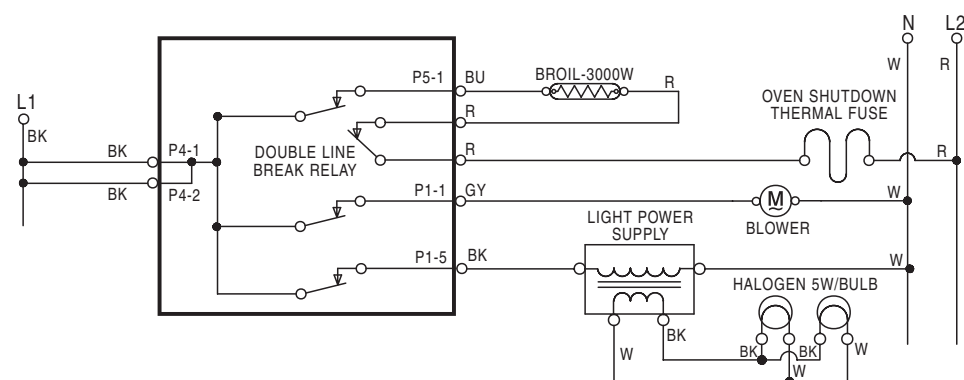 N
L2
W
R
P5-1
BU
BROIL-3000W
R
L1
OVEN SHUTDOWN
THERMAL FUSE
R
BK
BK
P4-1
DOUBLE LINE
BREAK RELAY
R
R
BK
P4-2
P1-1
GY
W
M
BLOWER
LIGHT POWER
SUPPLY
P1-5
BK
W
HALOGEN 5W/BULB
BK
W
BK
BK
W
W